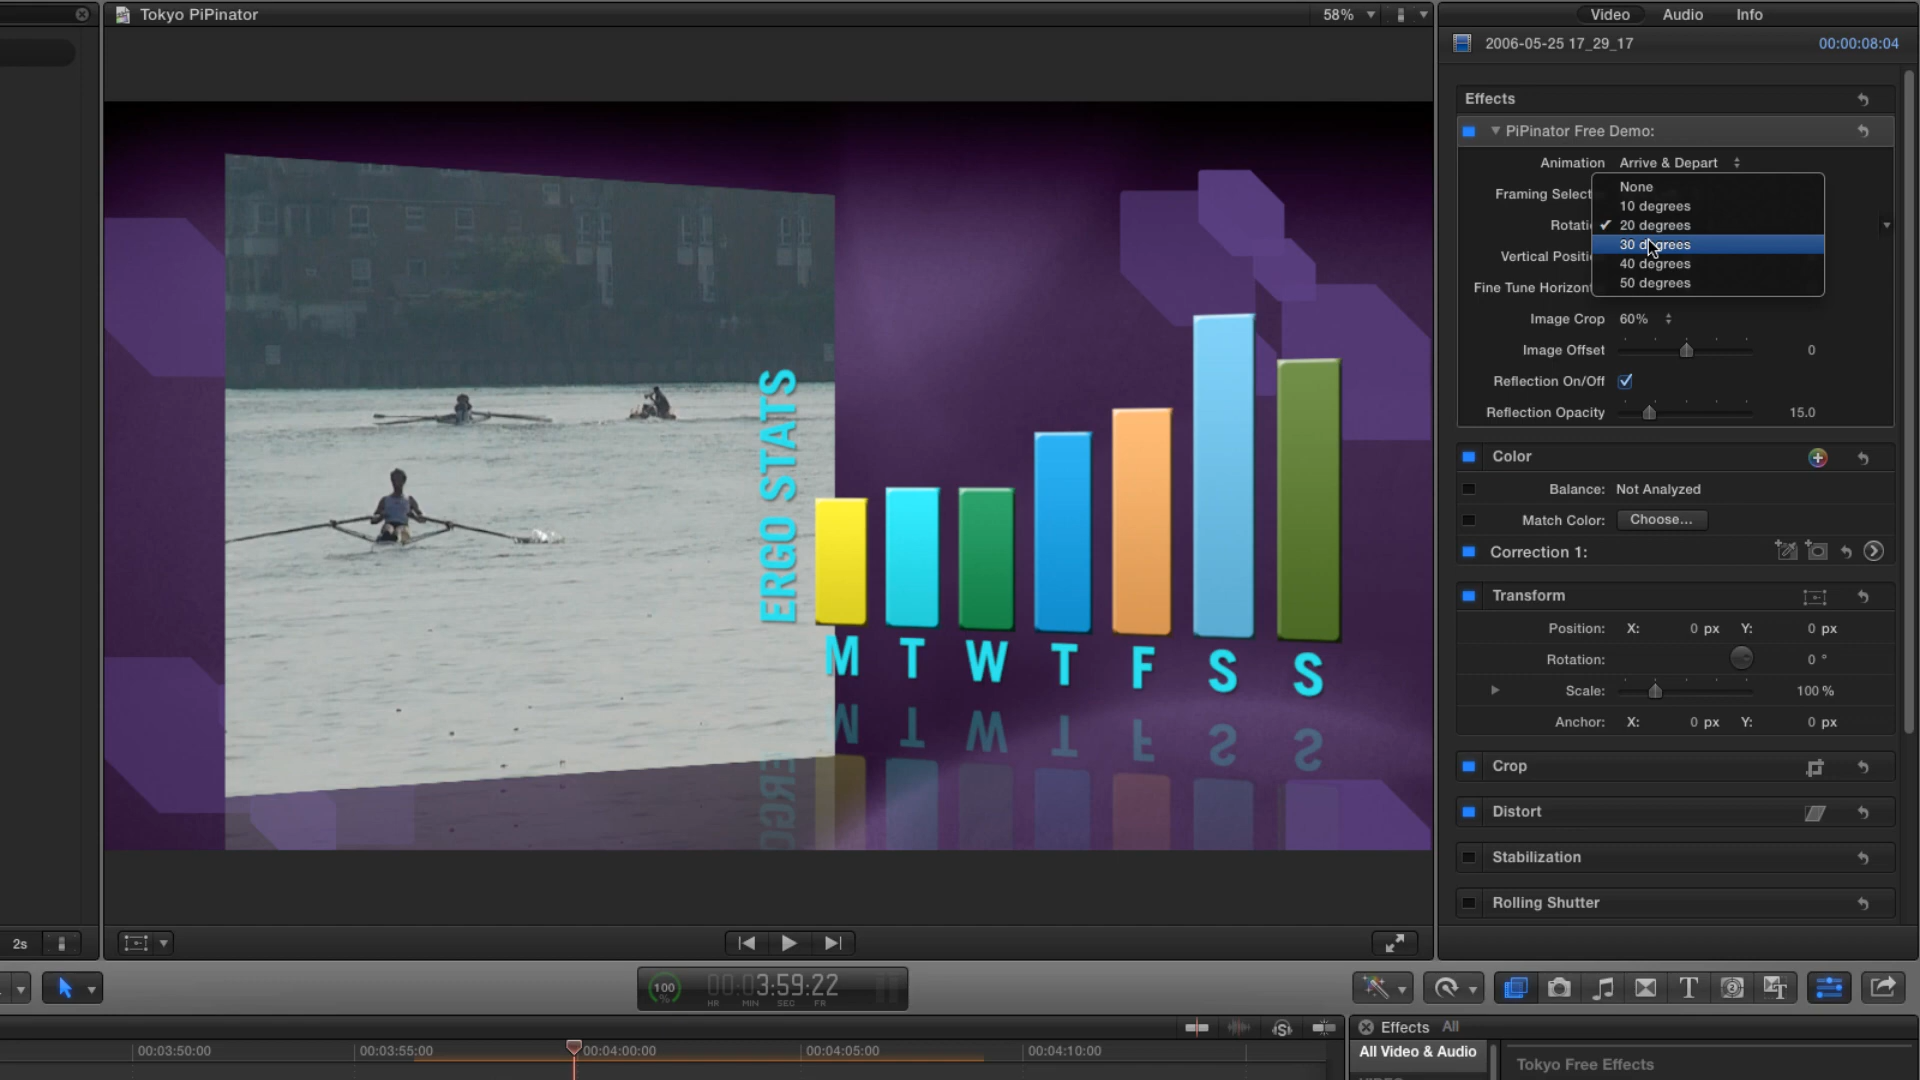 Tokyo PiPinator
58%
Video
Audio
Info
2006-05-25 17_29_17
00:00:08:04
Effects
PiPinator Free Demo:
Animation
Arrive & Depart
Framing Select
None
10 degrees
Rotati
✔ 20 degrees
30 degrees
Vertical Positi
40 degrees
50 degrees
Fine Tune Horizont
Image Crop
60%
Image Offset
0
Reflection On/Off
Reflection Opacity
15.0
Color
Balance:
Not Analyzed
Match Color:
Choose...
Correction 1:
Transform
Position:
X:
0 px
Y:
0 px
Rotation:
0 °
Scale:
100 %
Anchor:
X:
0 px
Y:
0 px
Crop
Distort
Stabilization
Rolling Shutter
ERGO STATS
M T W T F S S
2s
100
%
00:03:59:22
HR MIN SEC FR
00:03:50:00
00:03:55:00
00:04:00:00
00:04:05:00
00:04:10:00
Effects
All
All Video & Audio
Tokyo Free Effects